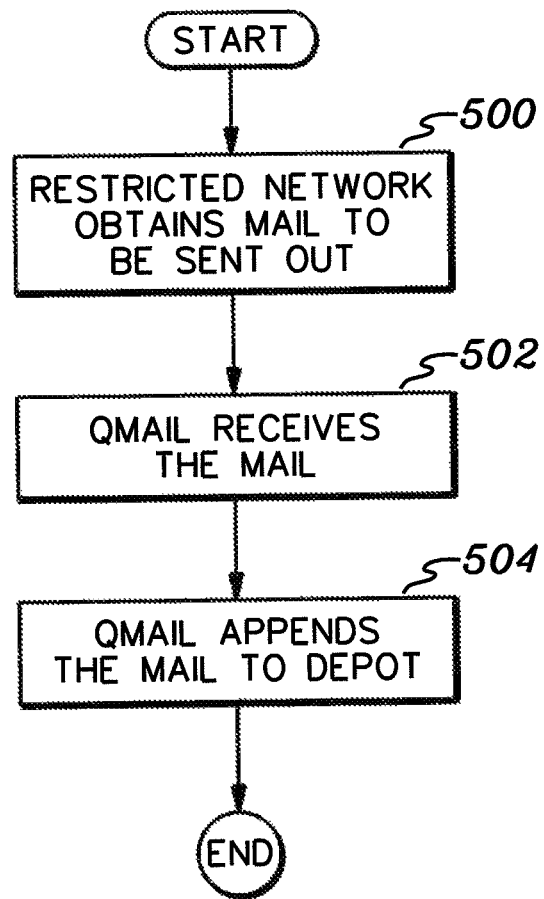 START
500
RESTRICTED NETWORK
OBTAINS MAIL TO
BE SENT OUT
502
QMAIL RECEIVES
THE MAIL
504
QMAIL APPENDS
THE MAIL TO DEPOT
END